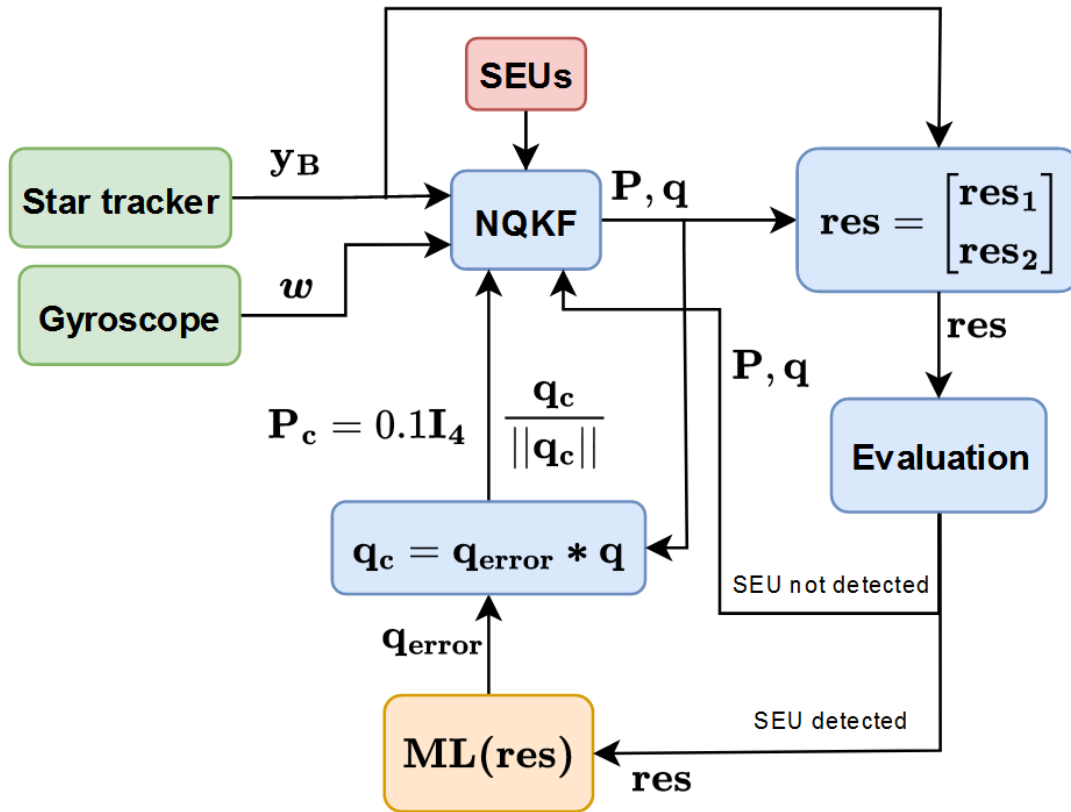 SEUs
Star tracker
y_B
NQKF
P, q
res = [res_1
res_2]
Gyroscope
w
res
P, q
P_c = 0.1I_4
q_c
||q_c||
Evaluation
q_c = q_error * q
SEU not detected
q_error
SEU detected
ML(res)
res